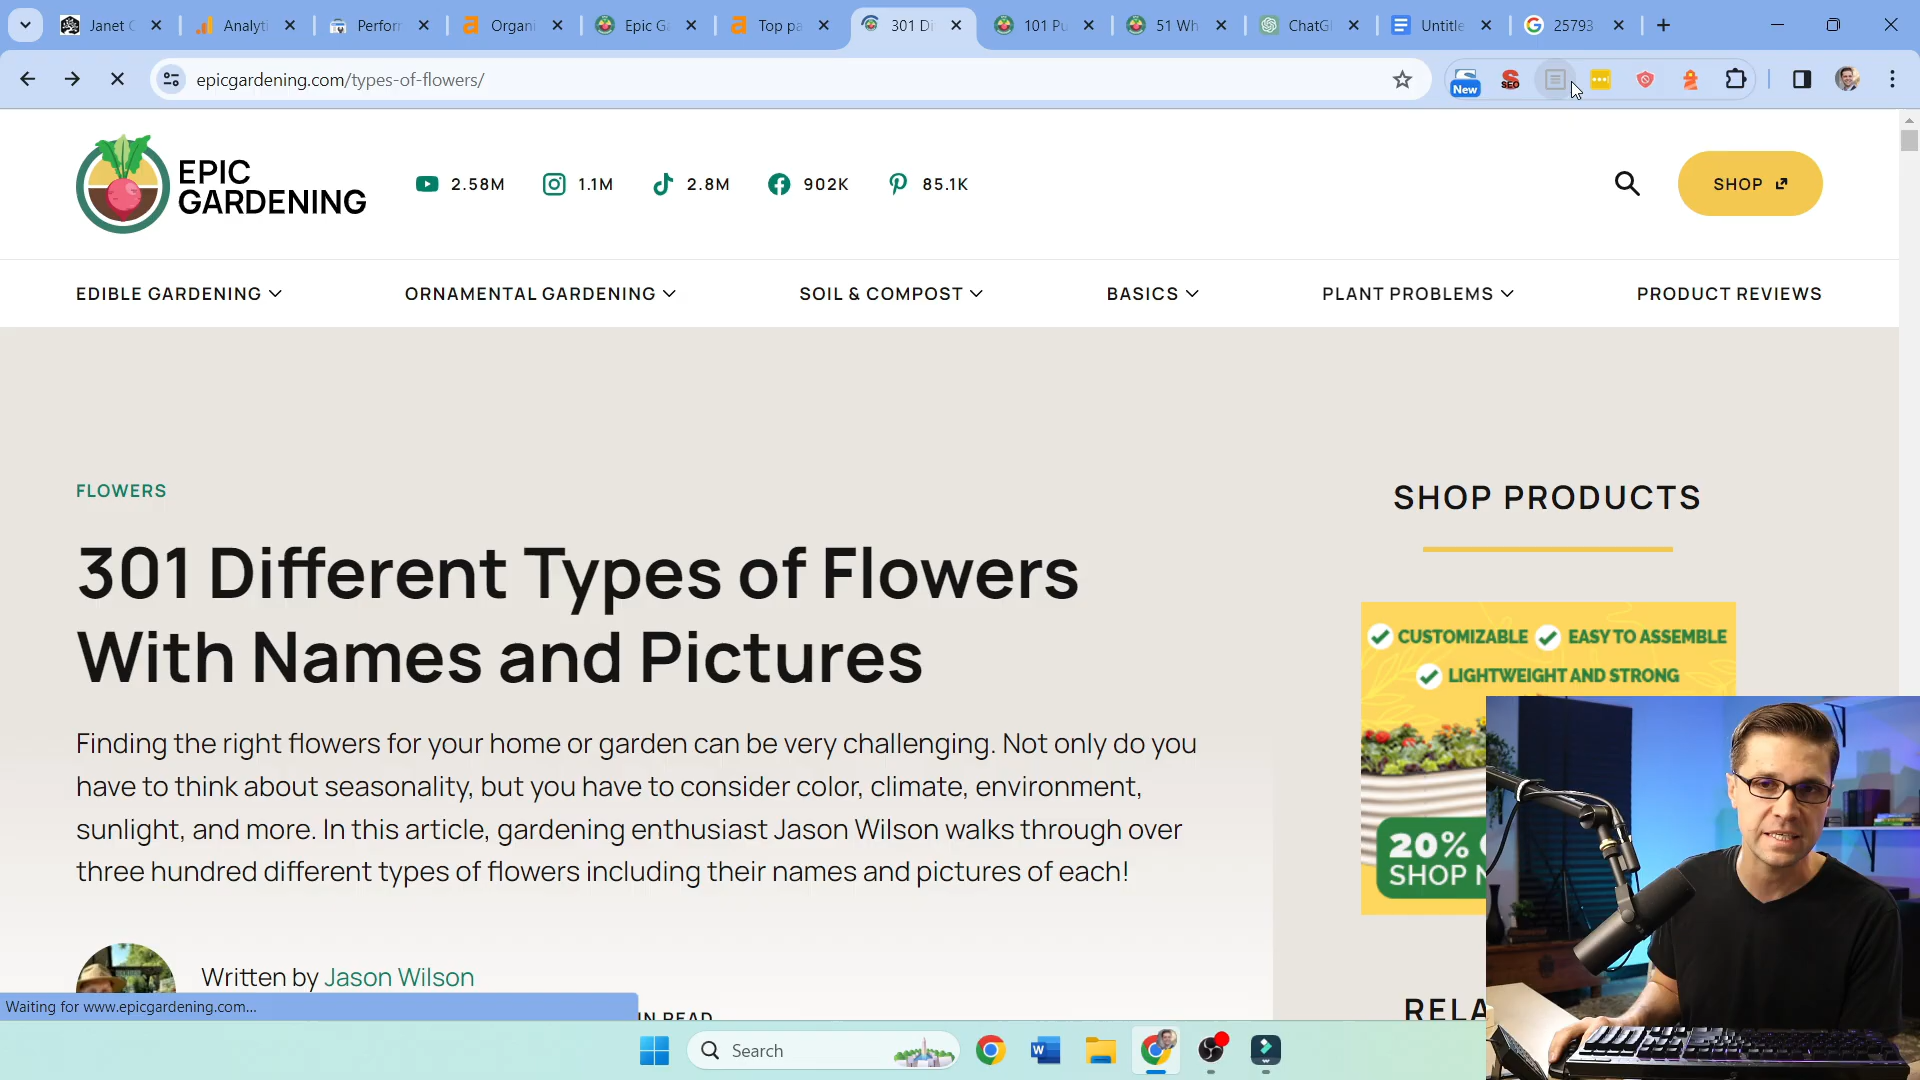 Janet C
Analyti
Perforr
Organi
Epic Ga
Top pa
301 Di
101 Pu
51 Wh
ChatGI
Untitle
25793
epicgardening.com/types-of-flowers/
New
SEO
EPIC
GARDENING
2.58M
1.1M
2.8M
902K
85.1K
SHOP
EDIBLE GARDENING
ORNAMENTAL GARDENING
SOIL & COMPOST
BASICS
PLANT PROBLEMS
PRODUCT REVIEWS
FLOWERS
301 Different Types of Flowers
With Names and Pictures
Finding the right flowers for your home or garden can be very challenging. Not only do you
have to think about seasonality, but you have to consider color, climate, environment,
sunlight, and more. In this article, gardening enthusiast Jason Wilson walks through over
three hundred different types of flowers including their names and pictures of each!
Written by Jason Wilson
IN READ
SHOP PRODUCTS
CUSTOMIZABLE EASY TO ASSEMBLE
LIGHTWEIGHT AND STRONG
20%
SHOP N
RELA
Waiting for www.epicgardening.com...
Search